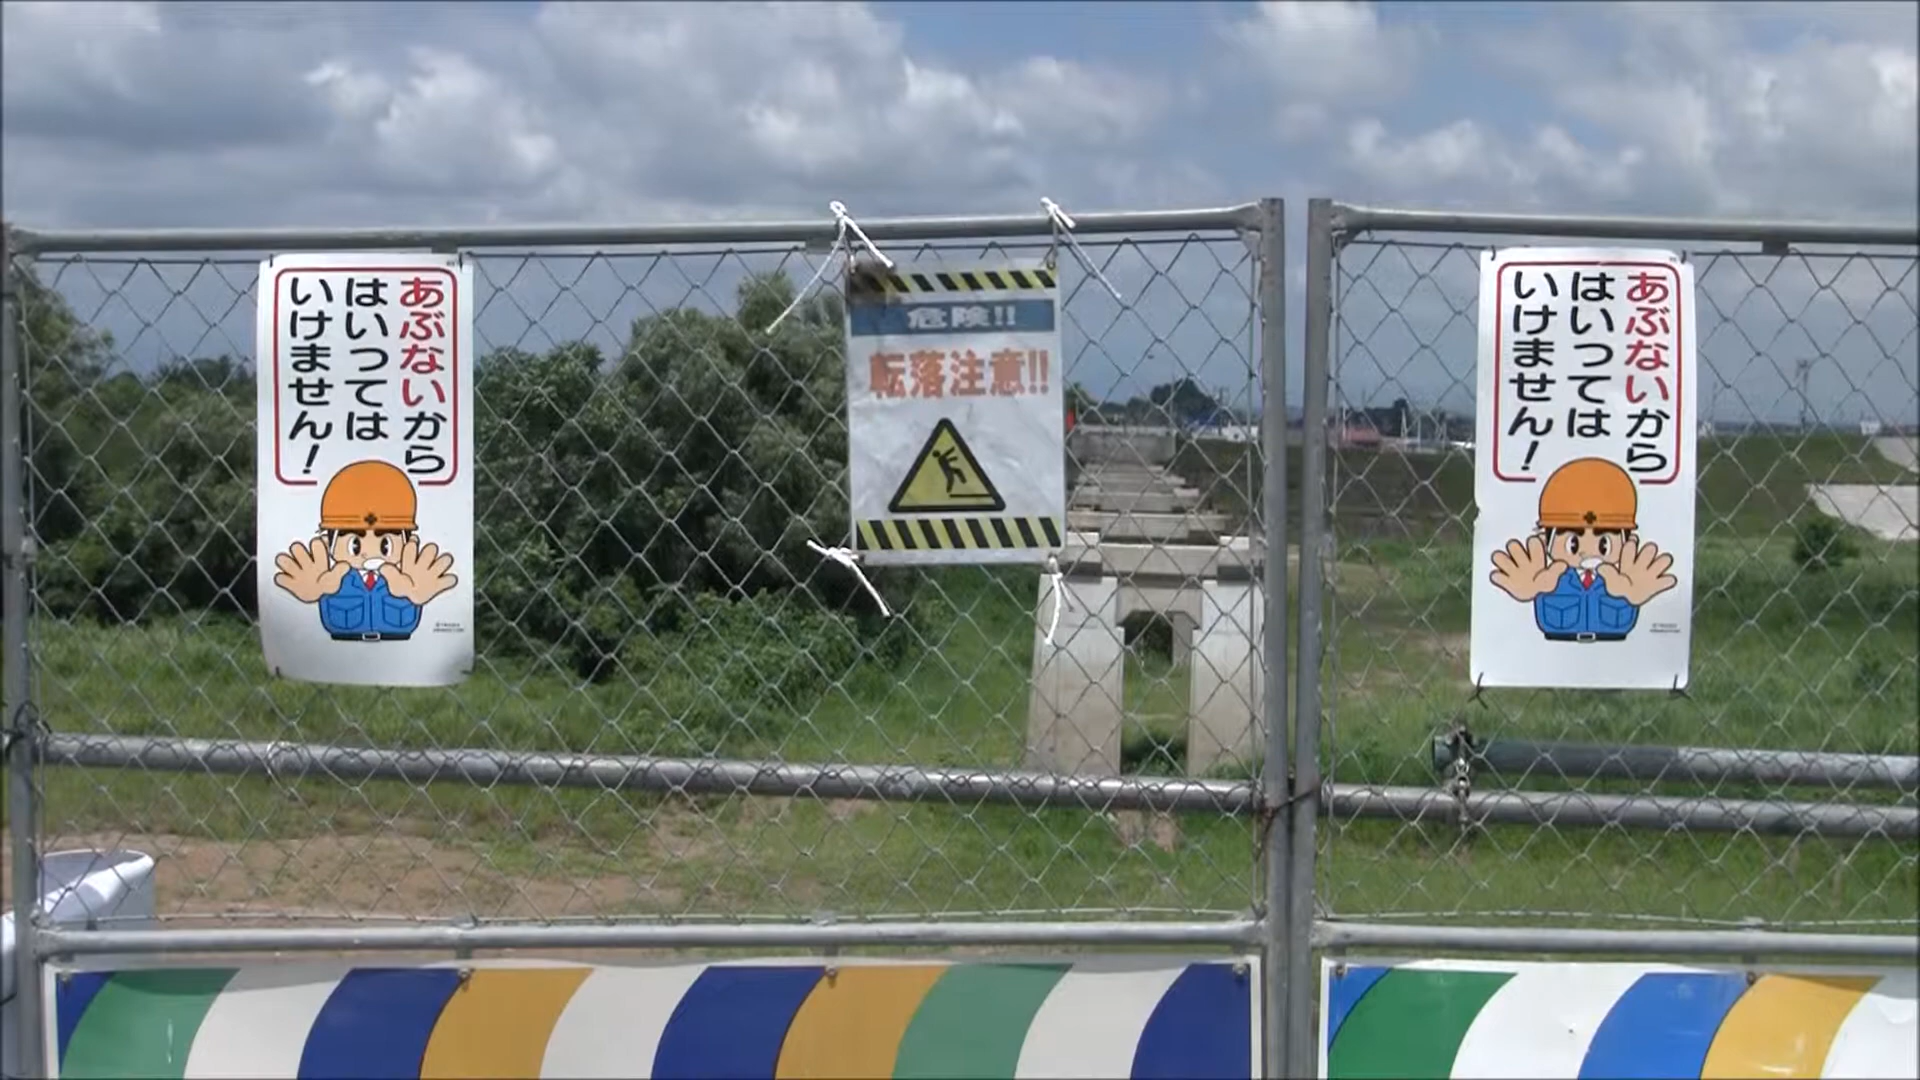 あぶないから
はいっては
いけません！
危険!!
転落注意!!
あぶないから
はいっては
いけません！